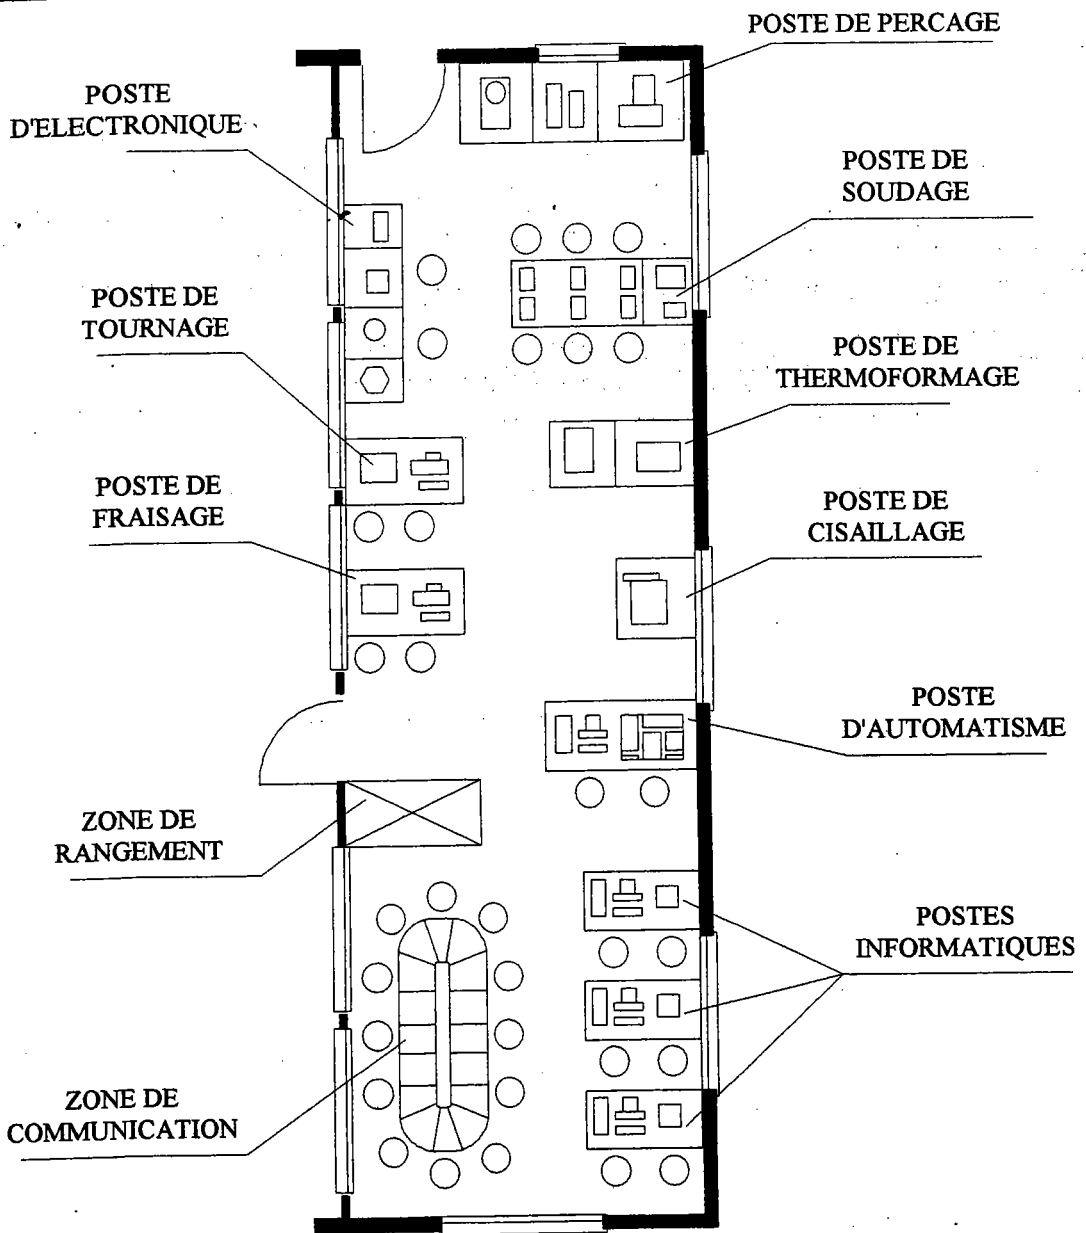 POSTE DE PERCAGE
POSTE
D'ELECTRONIQUE
POSTE DE
SOUDAGE
POSTE DE
TOURNAGE
POSTE DE
THERMOFORMAGE
POSTE DE
FRAISAGE
POSTE DE
CISAILLAGE
POSTE
D'AUTOMATISME
ZONE DE
RANGEMENT
POSTES
INFORMATIQUES
ZONE DE
COMMUNICATION